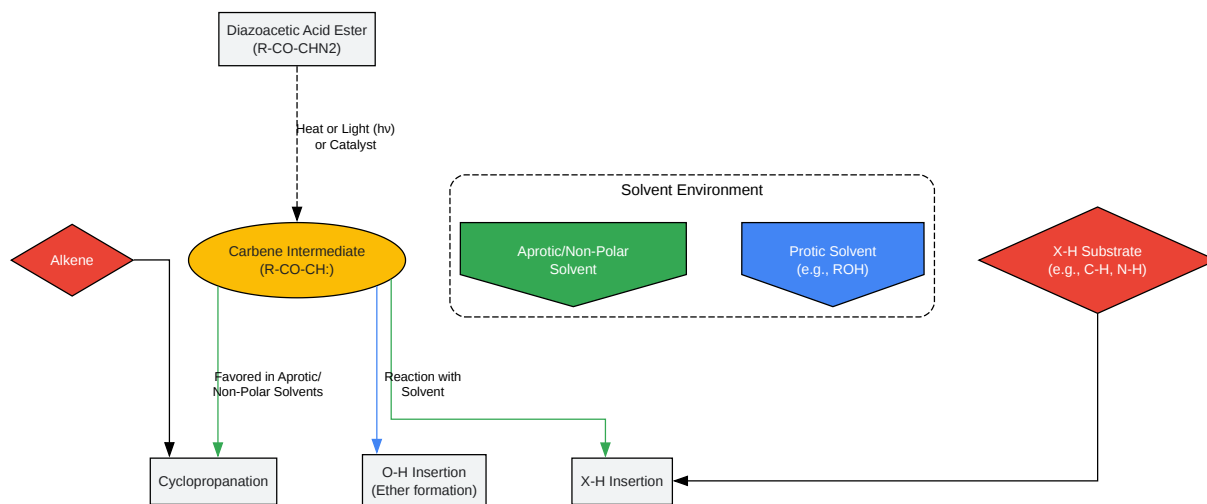 Diazoacetic Acid Ester
(R-CO-CHN2)
Heat or Light (hν)
or Catalyst
Solvent Environment
Alkene
Carbene Intermediate
(R-CO-CH:)
Aprotic/Non-Polar
Solvent
Protic Solvent
(e.g., ROH)
X-H Substrate
(e.g., C-H, N-H)
Favored in Aprotic/
Non-Polar Solvents
Reaction with
Solvent
Cyclopropanation
O-H Insertion
(Ether formation)
X-H Insertion